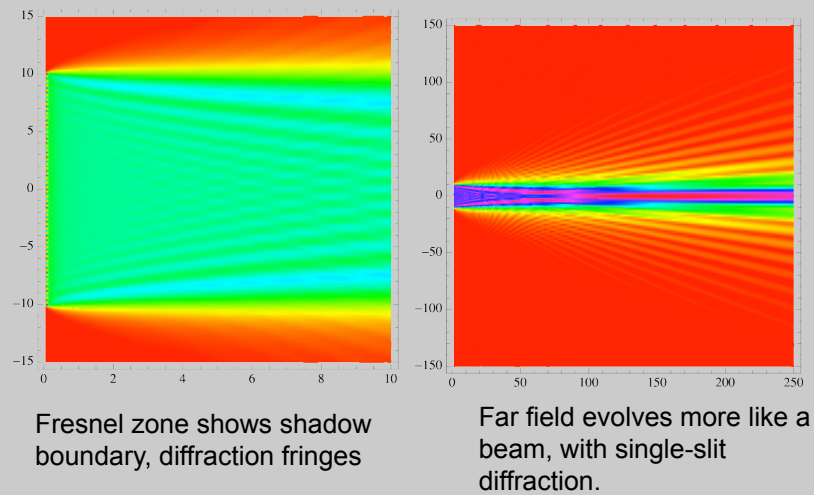 15
10
5
0
−5
−10
−15
0 2 4 6 8 10
150
100
50
0
−50
−100
−150
0 50 100 150 200 250
Fresnel zone shows shadow
boundary, diffraction fringes
Far field evolves more like a
beam, with single-slit
diffraction.